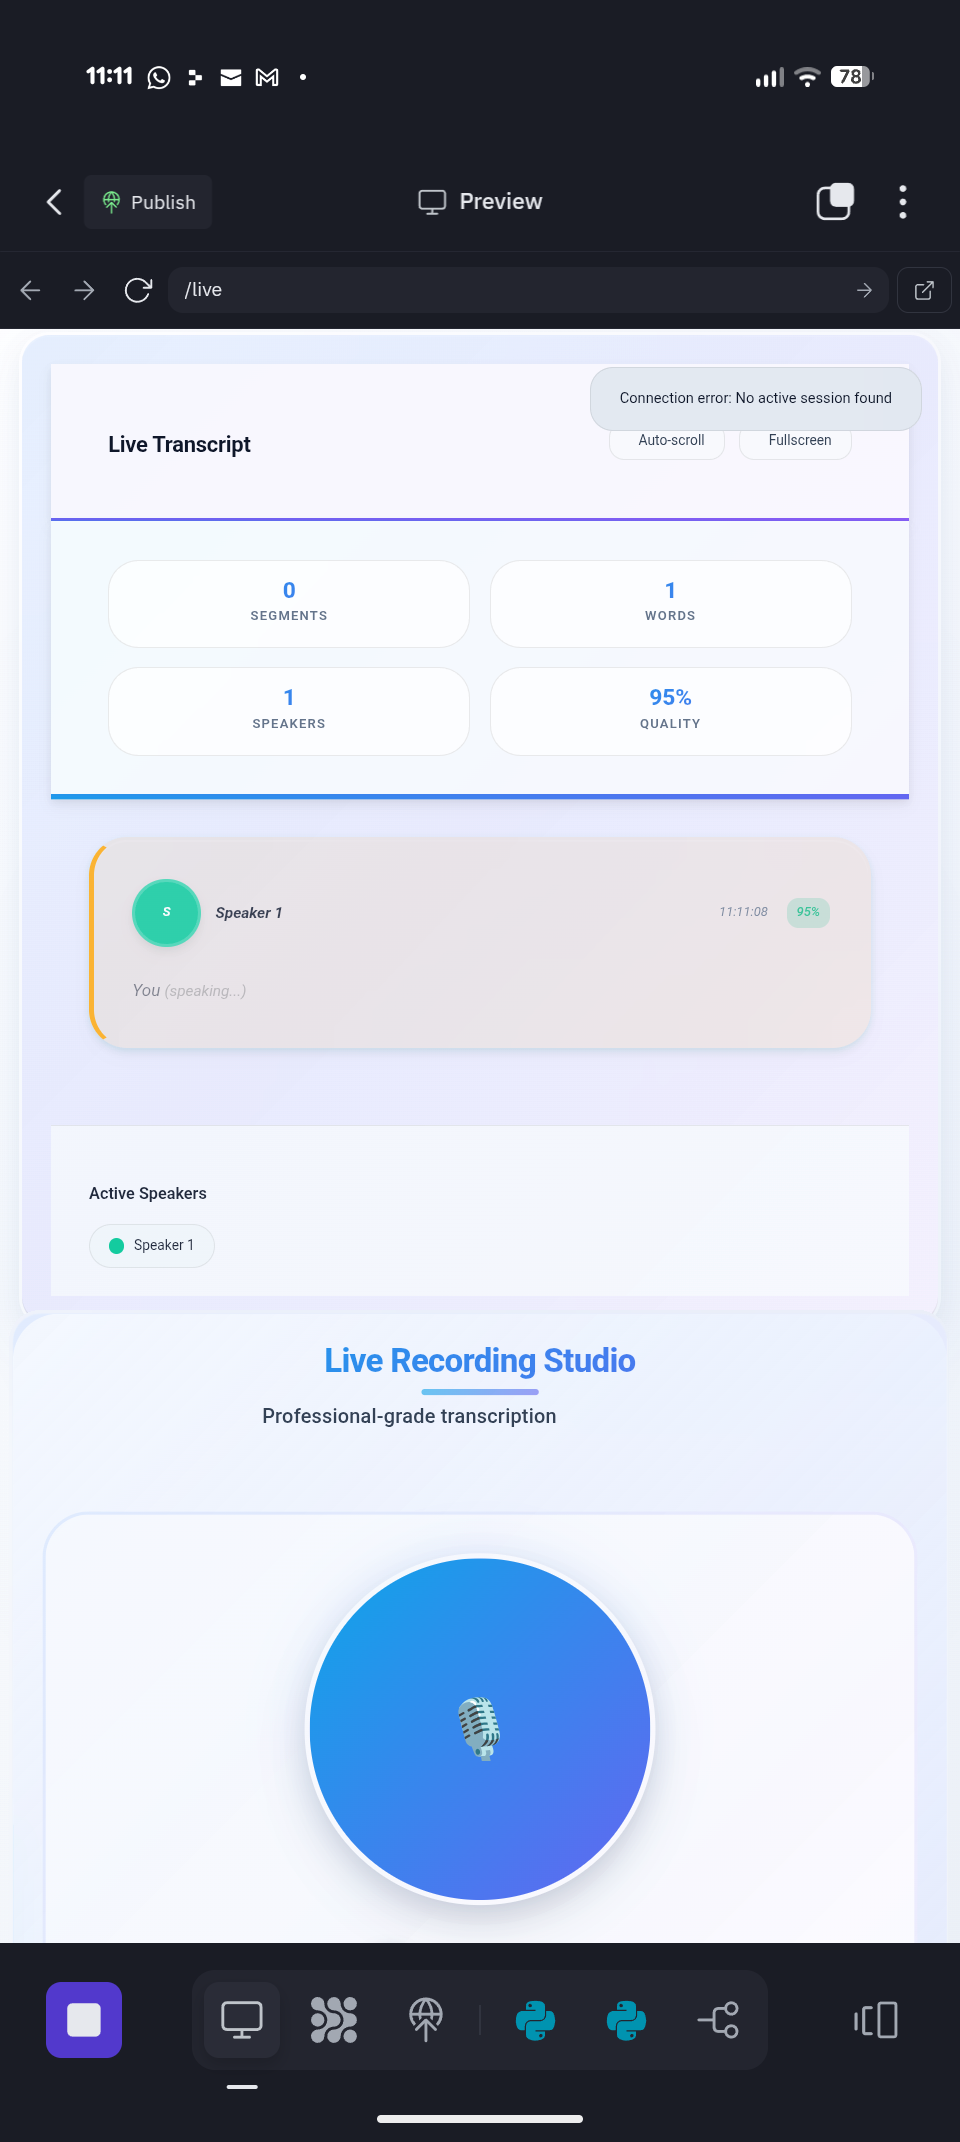 11:11
78
Publish
Preview
/live
Connection error: No active session found
Live Transcript
Auto-scroll
Fullscreen
0
SEGMENTS
1
WORDS
1
SPEAKERS
95%
QUALITY
S
Speaker 1
11:11:08
95%
You (speaking...)
Active Speakers
Speaker 1
Live Recording Studio
Professional-grade transcription